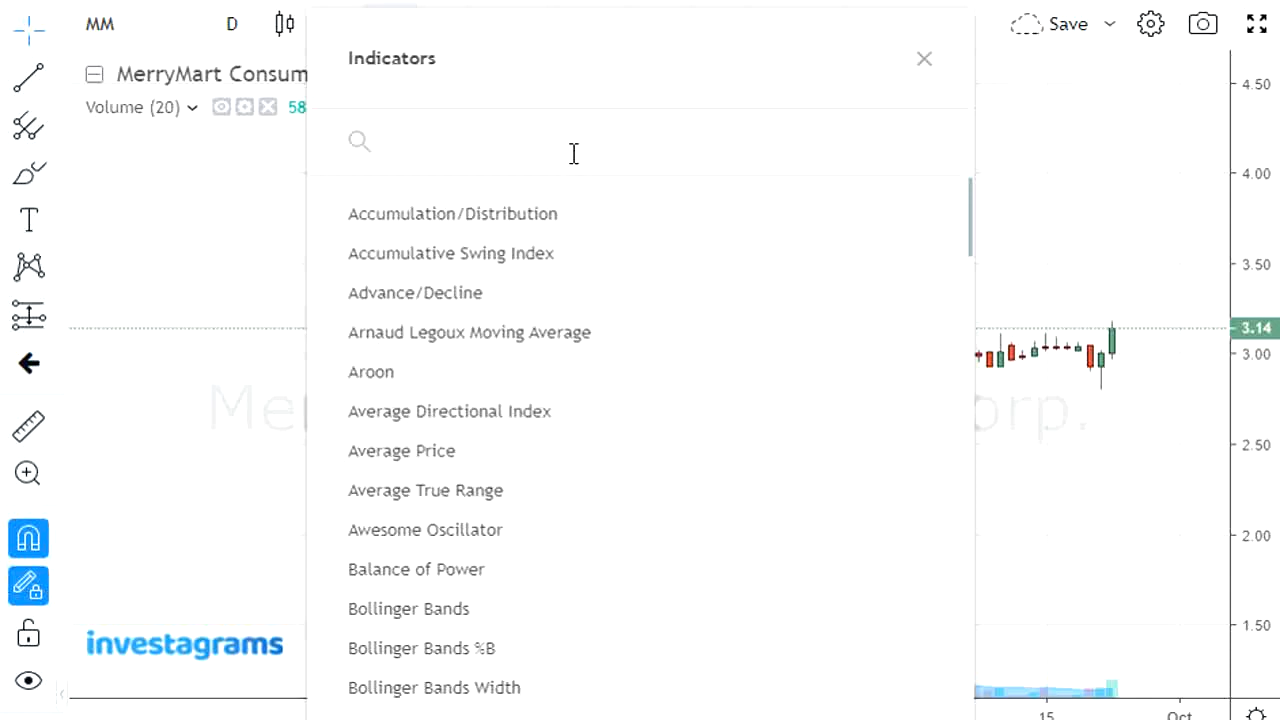 MM D Save
Indicators
MerryMart Consum
Volume (20) 58
4.50
4.00
3.50
3.14
3.00
2.50
2.00
1.50
Accumulation/Distribution
Accumulative Swing Index
Advance/Decline
Arnaud Legoux Moving Average
Aroon
Average Directional Index
Average Price
Average True Range
Awesome Oscillator
Balance of Power
Bollinger Bands
Bollinger Bands %B
Bollinger Bands Width
Me orp.
investagrams
15 Oct